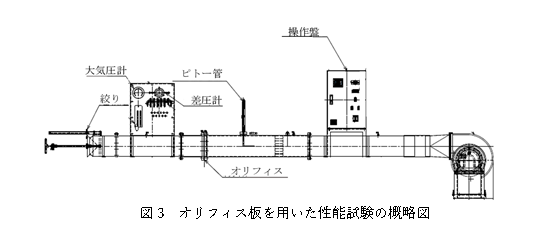 操作盤
大気圧計
ピトー管
絞り
差圧計
オリフィス
図3 オリフィス板を用いた性能試験の概略図